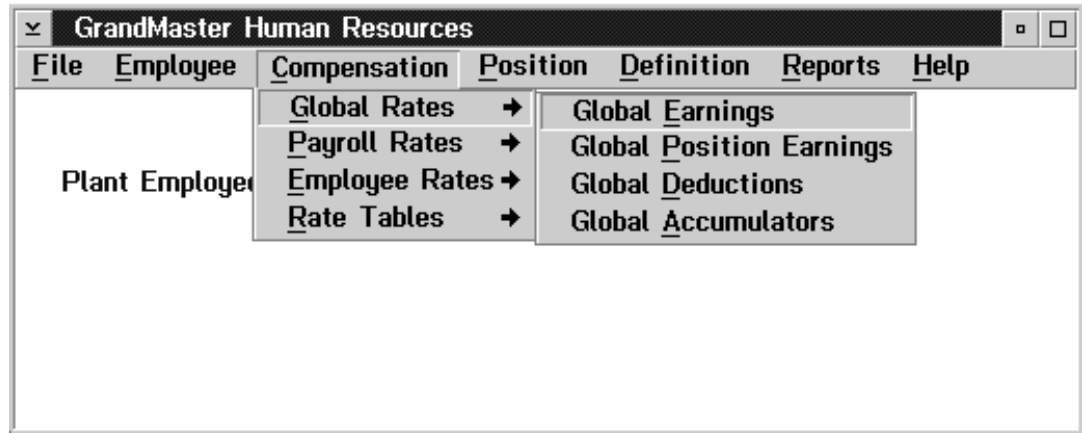 GrandMaster Human Resources
File Employee Compensation Position Definition Reports Help
Global Rates Global Earnings
Payroll Rates Global Position Earnings
Plant Employee Rates Global Deductions
Rate Tables Global Accumulators